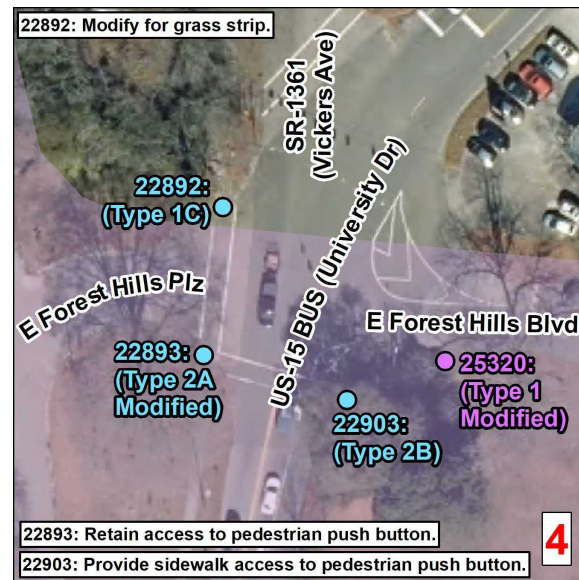 22892: Modify for grass strip.
SR-1361
(Vickers Ave)
22892:
(Type 1C)
US-15 BUS (University Dr)
E Forest Hills Plz
E Forest Hills Blvd
22893:
(Type 2A
Modified)
25320:
(Type 1
Modified)
22903:
(Type 2B)
22893: Retain access to pedestrian push button.
4
22903: Provide sidewalk access to pedestrian push button.